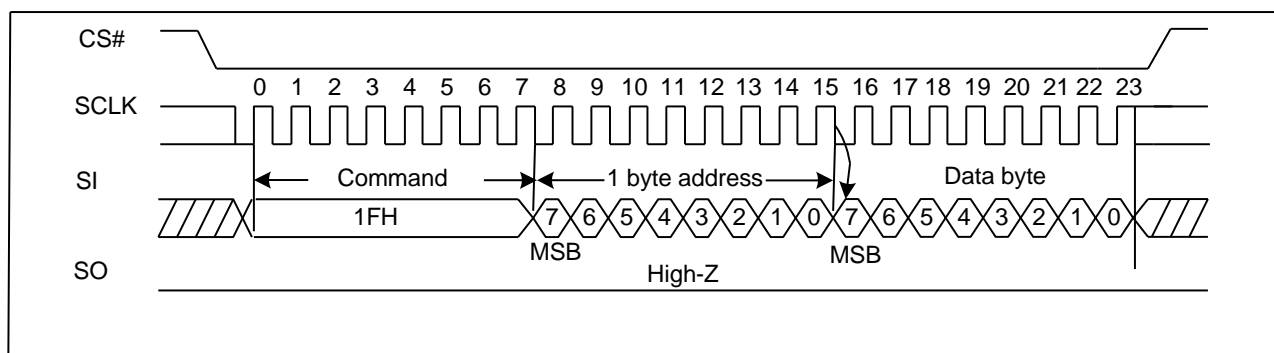 CS#
0 1 2 3 4 5 6 7 8 9 10 11 12 13 14 15 16 17 18 19 20 21 22 23
SCLK
SI Command 1 byte address Data byte
1FH 7 6 5 4 3 2 1 0 7 6 5 4 3 2 1 0
MSB MSB
SO High-Z